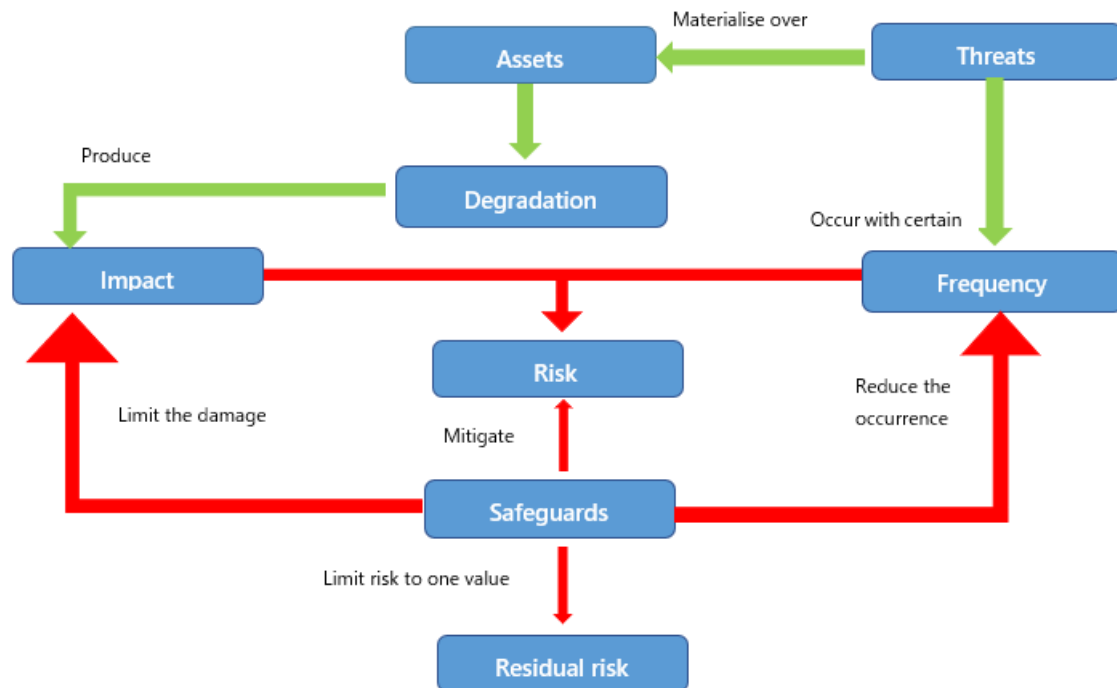 Materialise over
Assets
Threats
Produce
Degradation
Occur with certain
Impact
Frequency
Risk
Limit the damage
Reduce the
occurrence
Mitigate
Safeguards
Limit risk to one value
Residual risk